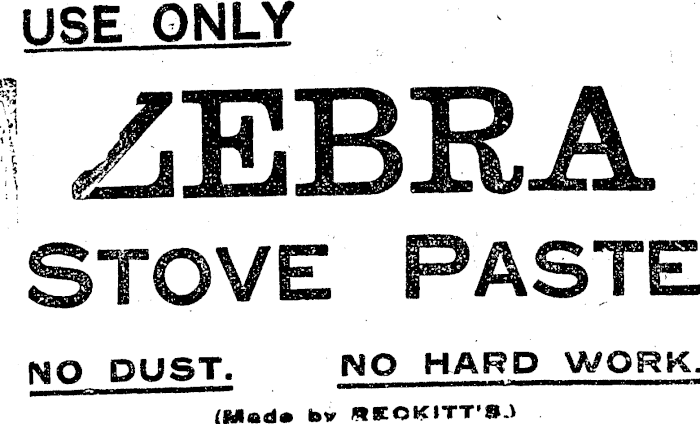 USE ONLY
ZEBRA
STOVE PASTE
NO DUST. NO HARD WORK.
(Made by RECKITT'S.)